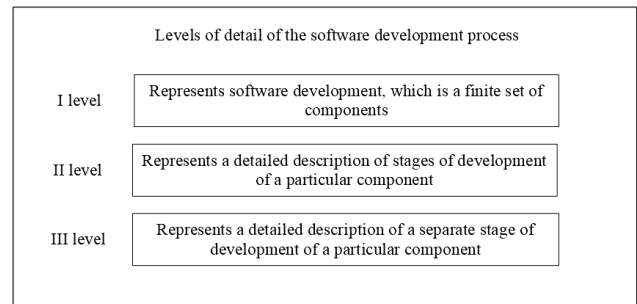 Levels of detail of the software development process
I level
Represents software development, which is a finite set of
components
II level
Represents a detailed description of stages of development
of a particular component
III level
Represents a detailed description of a separate stage of
development of a particular component